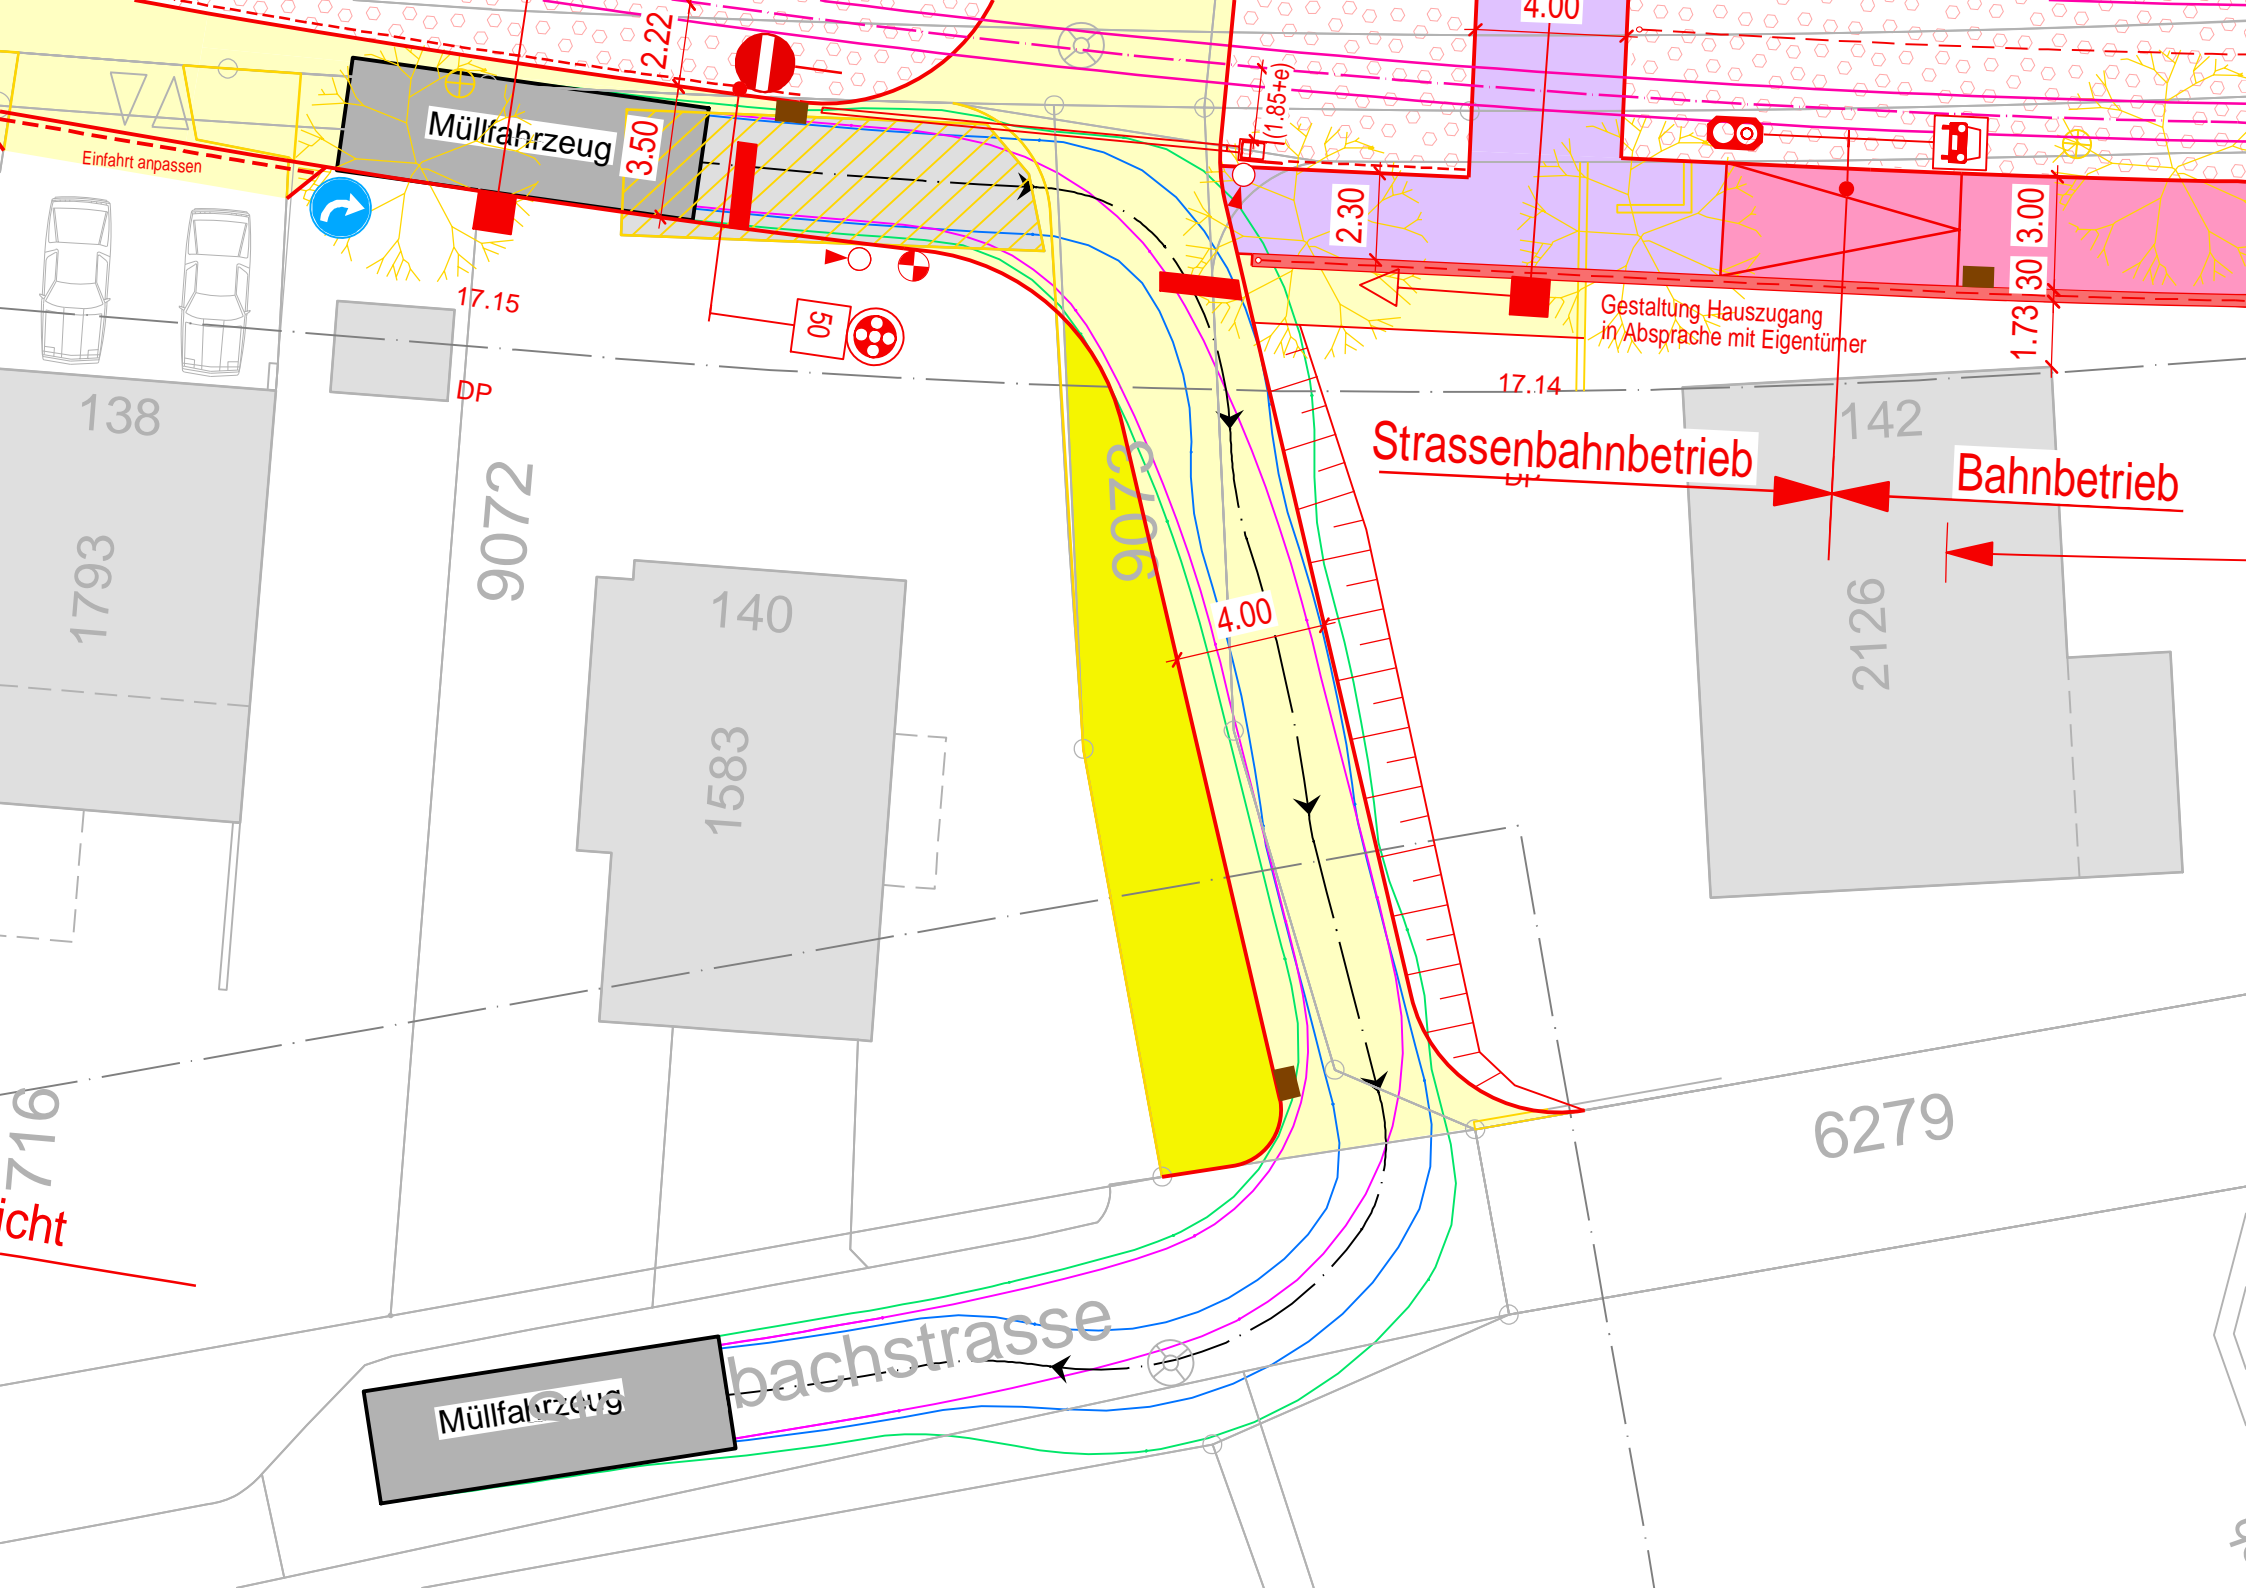 4.00
2.22
(1.85+e)
Müllfahrzeug
3.50
Einfahrt anpassen
2.30
3.00
30
1.73
17.15
50
Gestaltung Hauszugang
in Absprache mit Eigentümer
DP
138
17.14
142
Strassenbahnbetrieb
Bahnbetrieb
DP
9072
9073
1793
140
4.00
2126
1583
716
6279
icht
bachstrasse
Müllfahrzeug